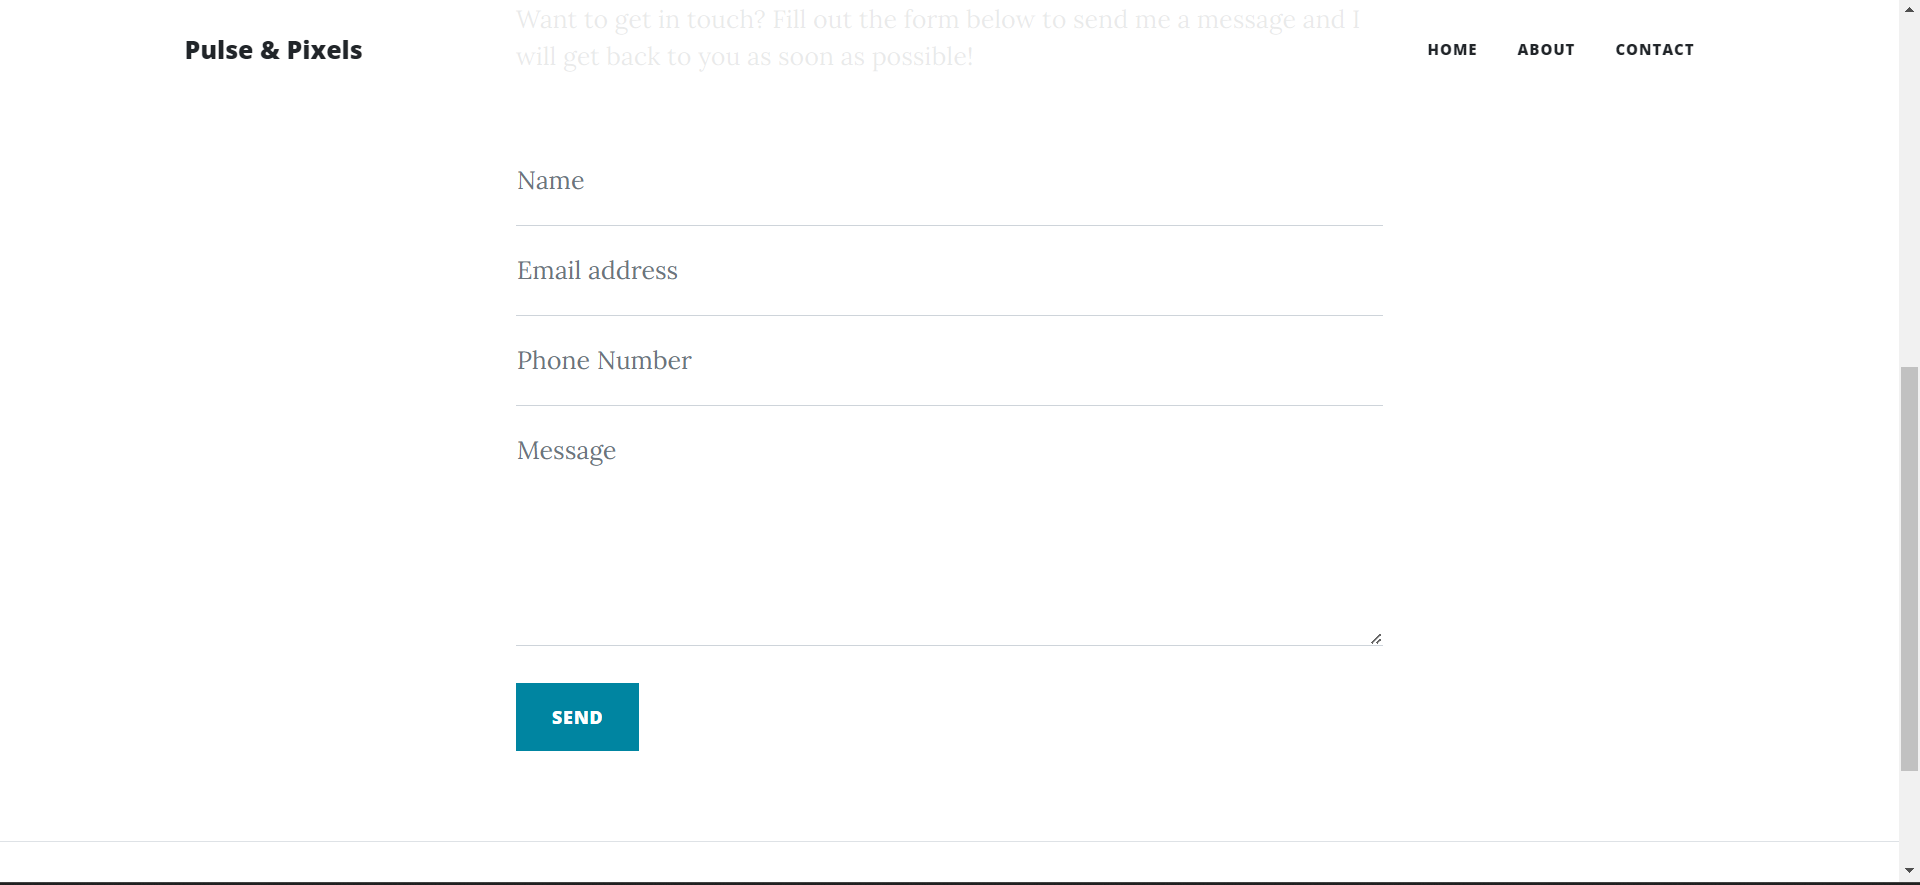 Want to get in touch? Fill out the form below to send me a message and I
will get back to you as soon as possible!
Pulse & Pixels
HOME
ABOUT
CONTACT
Name
Email address
Phone Number
Message
SEND